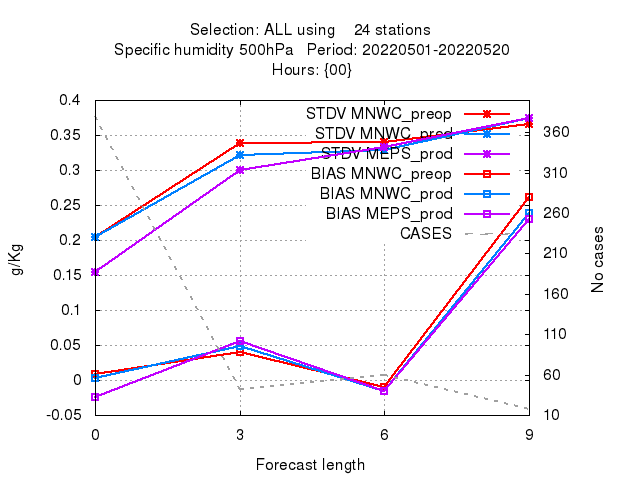 Selection: ALL using    24 stations
Specific humidity 500hPa   Period: 20220501-20220520
Hours: {00}
STDV MNWC_preop
STDV MNWC_prod
STDV MEPS_prod
BIAS MNWC_preop
BIAS MNWC_prod
BIAS MEPS_prod
CASES
0.4
0.35
0.3
0.25
0.2
0.15
0.1
0.05
0
-0.05
g/Kg
360
310
260
210
160
110
60
10
No cases
0 3 6 9
Forecast length